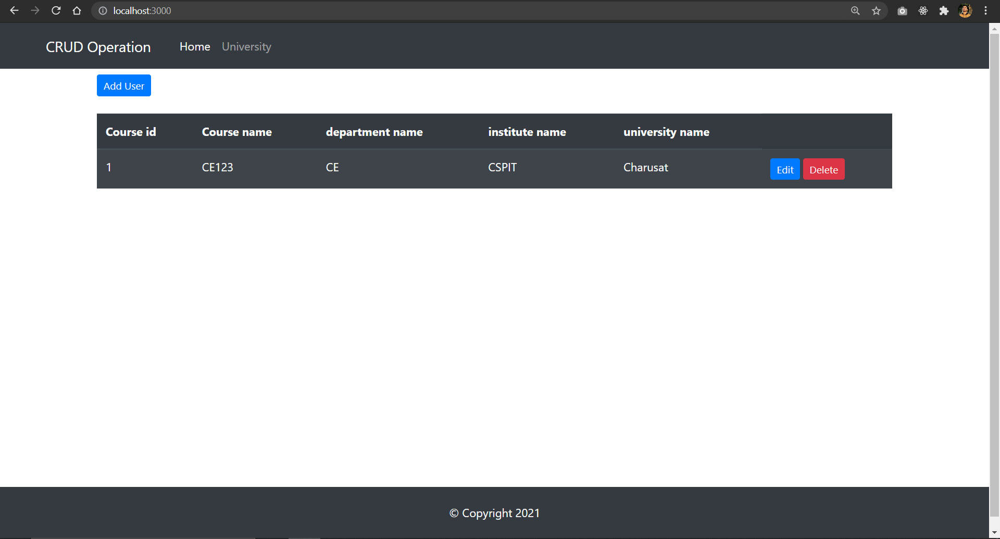 localhost:3000
CRUD Operation Home University
Add User
Course id Course name department name institute name university name
1 CE123 CE CSPIT Charusat Edit Delete
© Copyright 2021